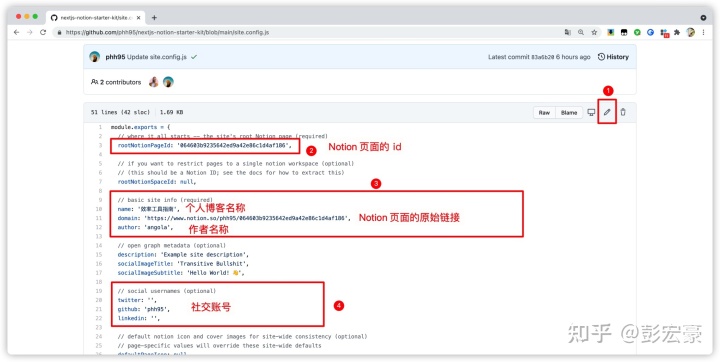 nextjs-notion-starter-kit/site.c
https://github.com/phh95/nextjs-notion-starter-kit/blob/main/site.config.js
phh95 Update site.config.js
Latest commit 83a6b20 6 hours ago
History
2 contributors
1
51 lines (42 sloc) 1.69 KB
Raw
Blame
1 module.exports = {
2 // where it all starts -- the site's root Notion page (required)
3 rootNotionPageId: '064603b9235642ed9a42e86c1d4af186',
2 Notion 页面的 id
4
5 // if you want to restrict pages to a single notion workspace (optional)
6 // (this should be a Notion ID; see the docs for how to extract this)
7 rootNotionSpaceId: null,
8
3
9 // basic site info (required)
10 name: '效率工具指南', 个人博客名称
11 domain: 'https://www.notion.so/phh95/064603b9235642ed9a42e86c1d4af186', Notion 页面的原始链接
12 author: 'angola', 作者名称
13
14 // open graph metadata (optional)
15 description: 'Example site description',
16 socialImageTitle: 'Transitive Bullshit',
17 socialImageSubtitle: 'Hello World! 👋',
18
19 // social usernames (optional)
20 twitter: '',
21 github: 'phh95', 社交账号
4
22 linkedin: '',
23
24 // default notion icon and cover images for site-wide consistency (optional)
25 // page-specific values will override these site-wide defaults
defaultPageIcon: null
知乎 @彭宏豪